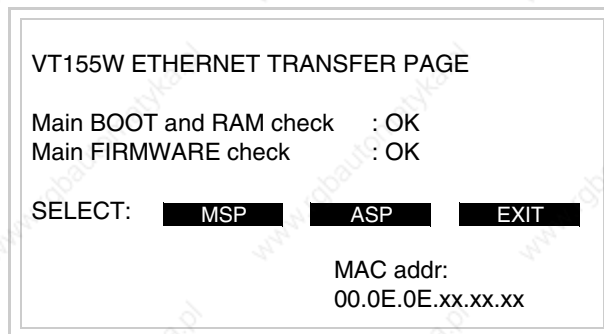 VT155W ETHERNET TRANSFER PAGE
Main BOOT and RAM check : OK
Main FIRMWARE check : OK
SELECT: MSP ASP EXIT
MAC addr:
00.0E.0E.xx.xx.xx